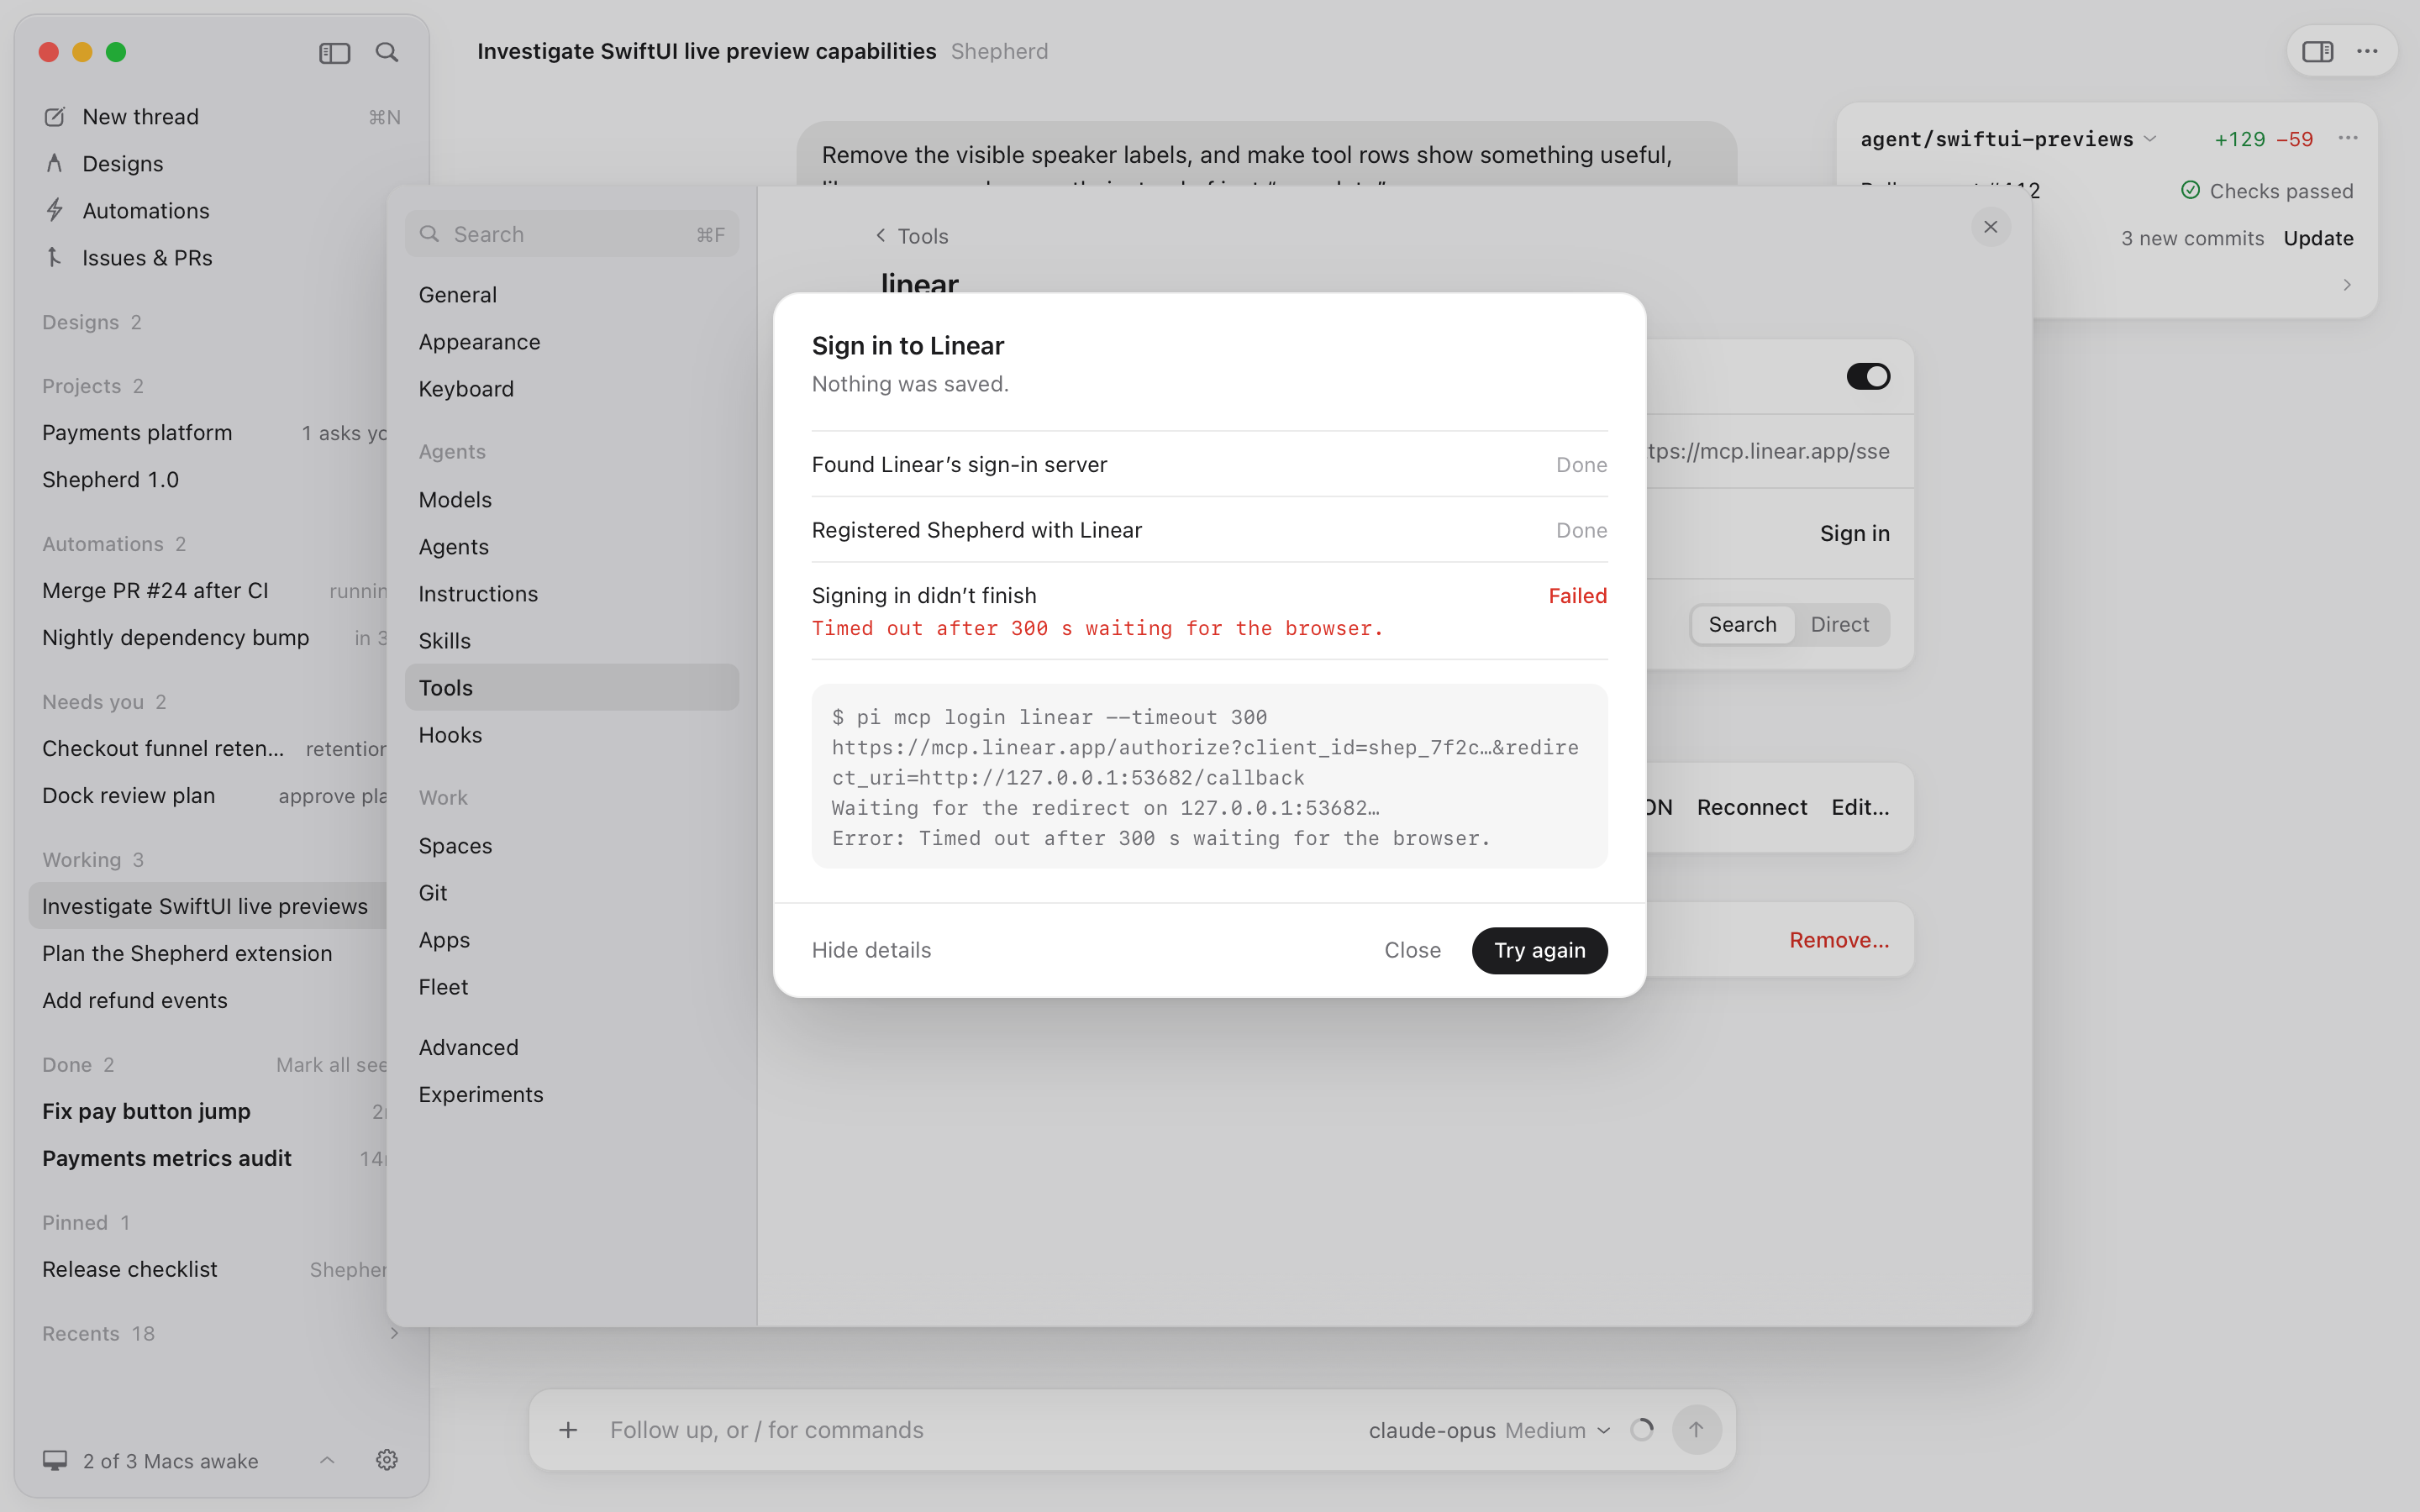 Investigate SwiftUI live preview capabilities Shepherd
New thread ⌘N
Designs
Automations
Issues & PRs
Designs 2
Projects 2
Payments platform 1 asks yo
Shepherd 1.0
Automations 2
Merge PR #24 after CI runnin
Nightly dependency bump in 3
Needs you 2
Checkout funnel reten… retention
Dock review plan approve pla
Working 3
Investigate SwiftUI live previews
Plan the Shepherd extension
Add refund events
Done 2 Mark all see
Fix pay button jump 2
Payments metrics audit 14
Pinned 1
Release checklist Shepher
Recents 18
2 of 3 Macs awake
Remove the visible speaker labels, and make tool rows show something useful,
agent/swiftui-previews +129 −59
Checks passed
3 new commits Update
Search ⌘F
General
Appearance
Keyboard
Agents
Models
Agents
Instructions
Skills
Tools
Hooks
Work
Spaces
Git
Apps
Fleet
Advanced
Experiments
Tools
linear
tps://mcp.linear.app/sse
Sign in
Search Direct
ON Reconnect Edit…
Remove…
Sign in to Linear
Nothing was saved.
Found Linear’s sign-in server Done
Registered Shepherd with Linear Done
Signing in didn’t finish Failed
Timed out after 300 s waiting for the browser.
$ pi mcp login linear --timeout 300
https://mcp.linear.app/authorize?client_id=shep_7f2c…&redire
ct_uri=http://127.0.0.1:53682/callback
Waiting for the redirect on 127.0.0.1:53682…
Error: Timed out after 300 s waiting for the browser.
Hide details Close Try again
Follow up, or / for commands claude-opus Medium